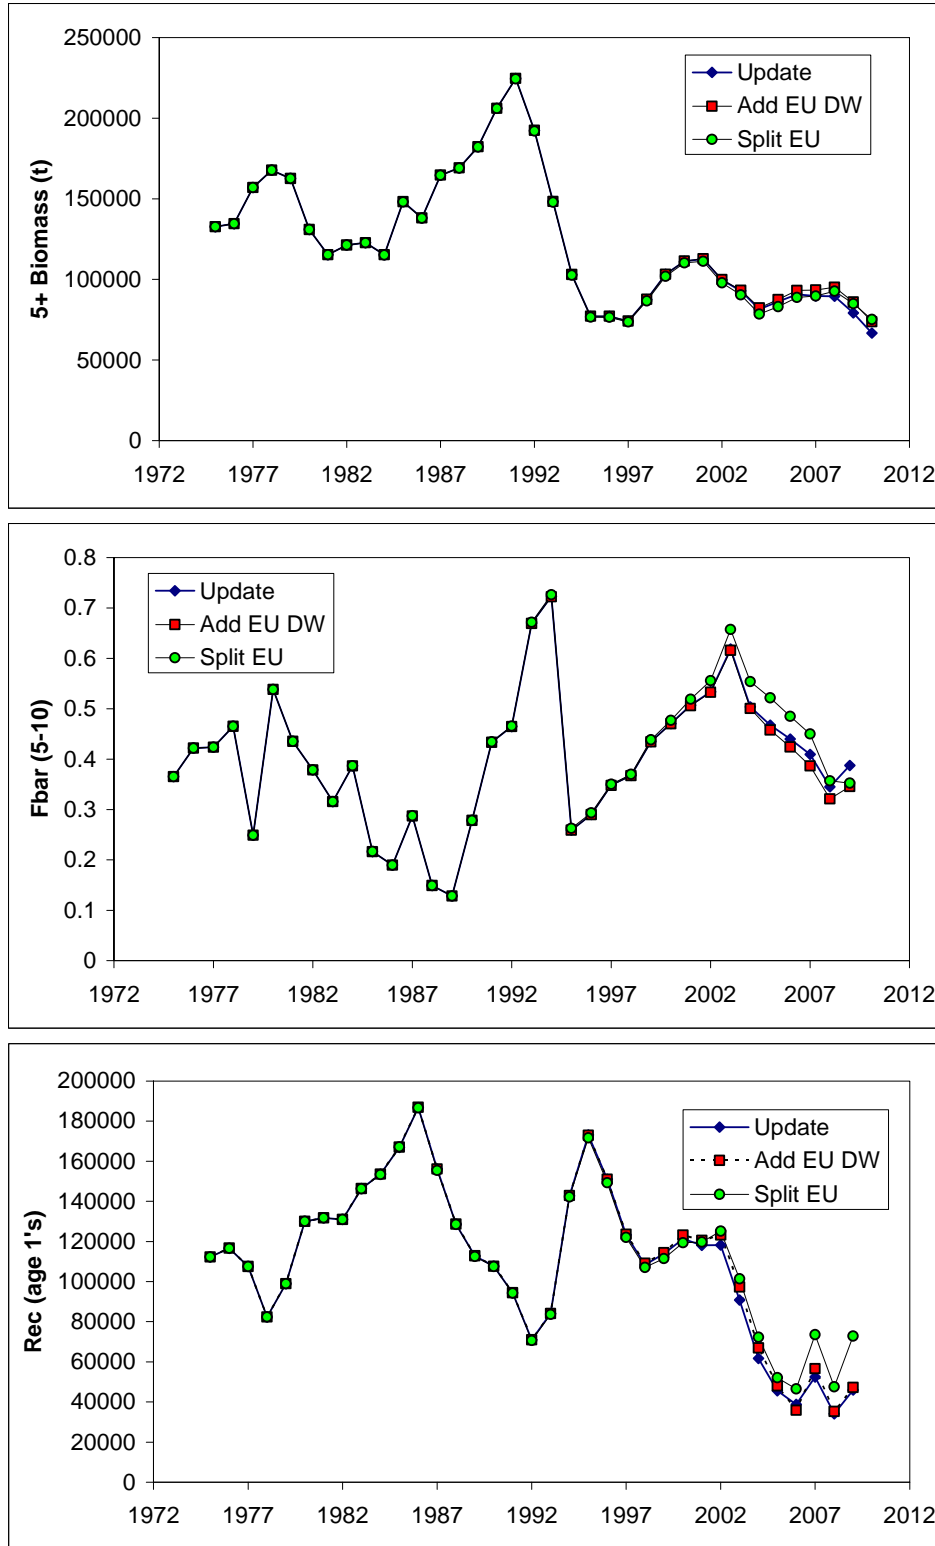 250000
200000
150000
100000
50000
0
5+ Biomass (t)
Update
Add EU DW
Split EU
1972 1977 1982 1987 1992 1997 2002 2007 2012
0.8
0.7
0.6
0.5
0.4
0.3
0.2
0.1
0
Fbar (5-10)
Update
Add EU DW
Split EU
1972 1977 1982 1987 1992 1997 2002 2007 2012
200000
180000
160000
140000
120000
100000
80000
60000
40000
20000
0
Rec (age 1's)
Update
Add EU DW
Split EU
1972 1977 1982 1987 1992 1997 2002 2007 2012